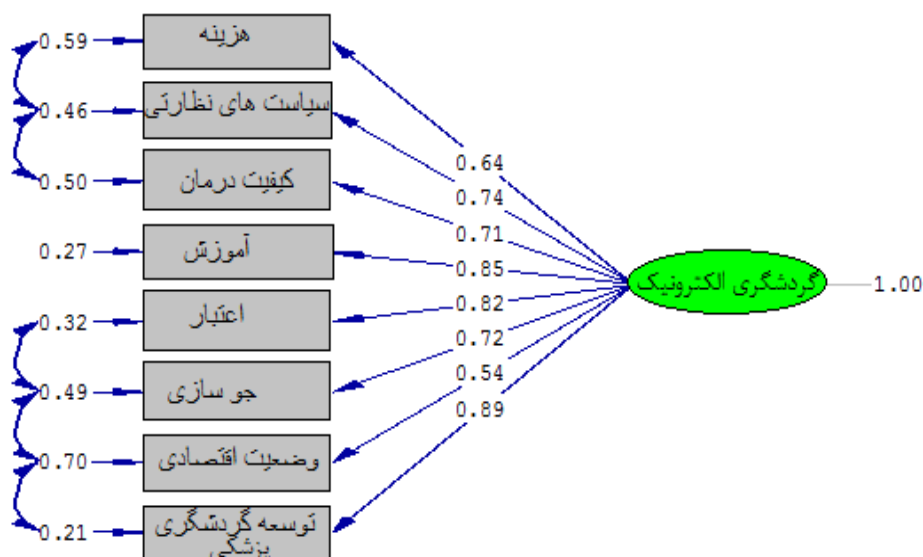 0.59
هزینه
0.46
سیاست های نظارتی
0.50
کیفیت درمان
0.27
آموزش
0.32
اعتبار
0.49
جو سازی
0.70
وضعیت اقتصادی
0.21
توسعه گردشگری
پزشکی
0.64
0.74
0.71
0.85
0.82
0.72
0.54
0.89
گردشگری الکترونیک
1.00